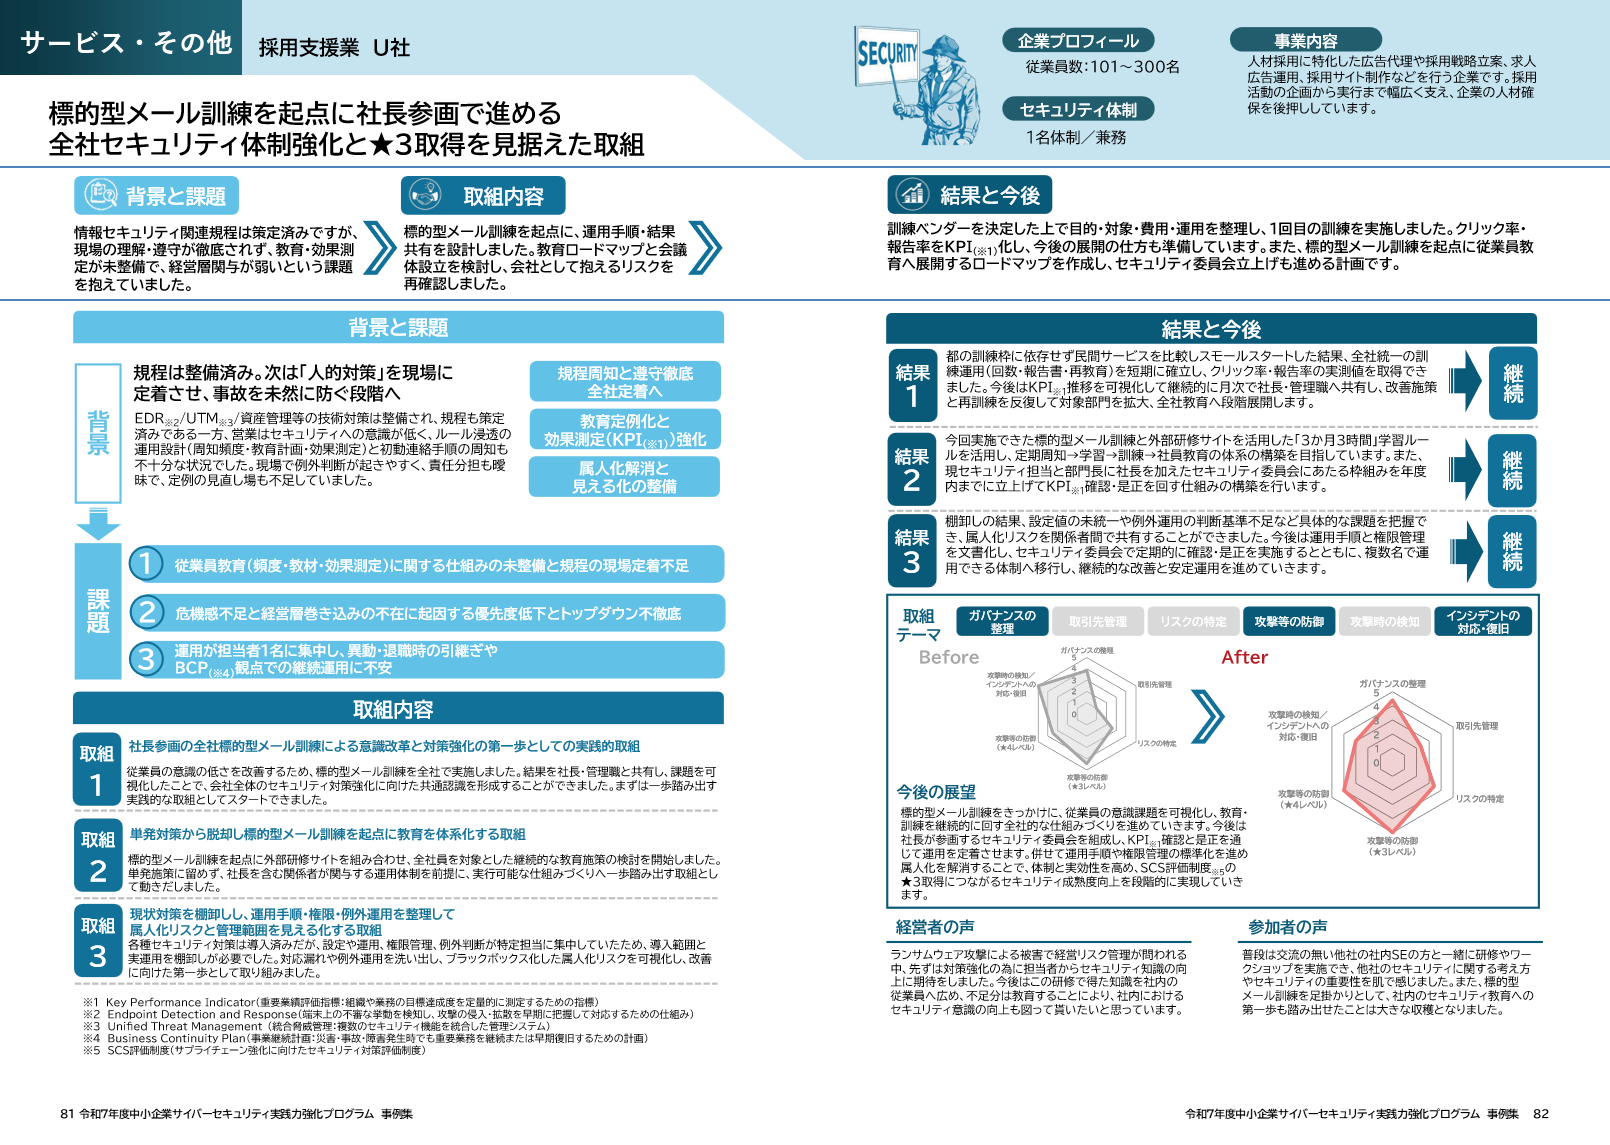 サービス・その他
採用支援業 U社
標的型メール訓練を起点に社長参画で進める
全社セキュリティ体制強化と★3取得を見据えた取組
SECURITY
企業プロフィール
従業員数：101～300名
セキュリティ体制
1名体制／兼務
事業内容
人材採用に特化した広告代理や採用戦略立案、求人
広告運用、採用サイト制作などを行う企業です。採用
活動の企画から実行まで幅広く支え、企業の人材確
保を後押ししています。
背景と課題
情報セキュリティ関連規程は策定済みですが、
現場の理解・遵守が徹底されず、教育・効果測
定が未整備で、経営層関与が弱いという課題
を抱えていました。
取組内容
標的型メール訓練を起点に、運用手順・結果
共有を設計しました。教育ロードマップと会議
体設立を検討し、会社として抱えるリスクを
再確認しました。
結果と今後
訓練ベンダーを決定した上で目的・対象・費用・運用を整理し、1回目の訓練を実施しました。クリック率・
報告率をKPI(※1)化し、今後の展開の仕方も準備しています。また、標的型メール訓練を起点に従業員教
育へ展開するロードマップを作成し、セキュリティ委員会立上げも進める計画です。
背景と課題
背景
規程は整備済み。次は「人的対策」を現場に
定着させ、事故を未然に防ぐ段階へ
EDR※2/UTM※3/資産管理等の技術対策は整備され、規程も策定
済みである一方、営業はセキュリティへの意識が低く、ルール浸透の
運用設計(周知頻度・教育計画・効果測定)と初動連絡手順の周知も
不十分な状況でした。現場で例外判断が起きやすく、責任分担も曖
昧で、定例の見直し場も不足していました。
規程周知と遵守徹底
全社定着へ
教育定例化と
効果測定(KPI(※1))強化
属人化解消と
見える化の整備
課題
1 従業員教育(頻度・教材・効果測定)に関する仕組みの未整備と規程の現場定着不足
2 危機感不足と経営層巻き込みの不在に起因する優先度低下とトップダウン不徹底
3 運用が担当者1名に集中し、異動・退職時の引継ぎや
BCP(※4)観点での継続運用に不安
取組内容
取組1
社長参画の全社標的型メール訓練による意識改革と対策強化の第一歩としての実践的取組
従業員の意識の低さを改善するため、標的型メール訓練を全社で実施しました。結果を社長・管理職と共有し、課題を可
視化したことで、会社全体のセキュリティ対策強化に向けた共通認識を形成することができました。まずは一歩踏み出す
実践的な取組としてスタートできました。
取組2
単発対策から脱却し標的型メール訓練を起点に教育を体系化する取組
標的型メール訓練を起点に外部研修サイトを組み合わせ、全社員を対象とした継続的な教育施策の検討を開始しました。
単発施策に留めず、社長を含む関係者が関与する運用体制を前提に、実行可能な仕組みづくりへ一歩踏み出す取組とし
て動きだしました。
取組3
現状対策を棚卸しし、運用手順・権限・例外運用を整理して
属人化リスクと管理範囲を見える化する取組
各種セキュリティ対策は導入済みだが、設定や運用、権限管理、例外判断が特定担当に集中していたため、導入範囲と
実運用を棚卸しが必要でした。対応漏れや例外運用を洗い出し、ブラックボックス化した属人化リスクを可視化し、改善
に向けた第一歩として取り組みました。
※1 Key Performance Indicator(重要業績評価指標：組織や業務の目標達成度を定量的に測定するための指標)
※2 Endpoint Detection and Response(端末上の不審な挙動を検知し、攻撃の侵入・拡散を早期に把握して対応するための仕組み)
※3 Unified Threat Management (統合脅威管理：複数のセキュリティ機能を統合した管理システム)
※4 Business Continuity Plan(事業継続計画：災害・事故・障害発生時でも重要業務を継続または早期復旧するための計画)
※5 SCS評価制度(サプライチェーン強化に向けたセキュリティ対策評価制度)
81 令和7年度中小企業サイバーセキュリティ実践力強化プログラム 事例集
結果と今後
結果1
都の訓練枠に依存せず民間サービスを比較しスモールスタートした結果、全社統一の訓
練運用(回数・報告書・再教育)を短期に確立し、クリック率・報告率の実測値を取得でき
ました。今後はKPI※1推移を可視化して継続的に月次で社長・管理職へ共有し、改善施策
と再訓練を反復して対象部門を拡大、全社教育へ段階展開します。
継続
結果2
今回実施できた標的型メール訓練と外部研修サイトを活用した「3か月3時間」学習ルー
ルを活用し、定期周知→学習→訓練→社員教育の体系の構築を目指しています。また、
現セキュリティ担当と部門長に社長を加えたセキュリティ委員会にあたる枠組みを年度
内までに立上げてKPI※1確認・是正を回す仕組みの構築を行います。
継続
結果3
棚卸しの結果、設定値の未統一や例外運用の判断基準不足など具体的な課題を把握で
き、属人化リスクを関係者間で共有することができました。今後は運用手順と権限管理
を文書化し、セキュリティ委員会で定期的に確認・是正を実施するとともに、複数名で運
用できる体制へ移行し、継続的な改善と安定運用を進めていきます。
継続
取組
テーマ
ガバナンスの
整理
取引先管理
リスクの特定
攻撃等の防御
攻撃時の検知
インシデントの
対応・復旧
Before
ガバナンスの整理
5
4
3
2
1
0
取引先管理
リスクの特定
攻撃等の防御
(★3レベル)
攻撃等の防御
(★4レベル)
攻撃時の検知／
インシデントへの
対応・復旧
After
ガバナンスの整理
5
4
3
2
1
0
取引先管理
リスクの特定
攻撃等の防御
(★3レベル)
攻撃等の防御
(★4レベル)
攻撃時の検知／
インシデントへの
対応・復旧
今後の展望
標的型メール訓練をきっかけに、従業員の意識課題を可視化し、教育・
訓練を継続的に回す全社的な仕組みづくりを進めていきます。今後は
社長が参画するセキュリティ委員会を組成し、KPI※1確認と是正を通
じて運用を定着させます。併せて運用手順や権限管理の標準化を進め
属人化を解消することで、体制と実効性を高め、SCS評価制度※5の
★3取得につながるセキュリティ成熟度向上を段階的に実現していき
ます。
経営者の声
ランサムウェア攻撃による被害で経営リスク管理が問われる
中、先ずは対策強化の為に担当者からセキュリティ知識の向
上に期待をしました。今後はこの研修で得た知識を社内の
従業員へ広め、不足分は教育することにより、社内における
セキュリティ意識の向上も図って貰いたいと思っています。
参加者の声
普段は交流の無い他社の社内SEの方と一緒に研修やワー
クショップを実施でき、他社のセキュリティに関する考え方
やセキュリティの重要性を肌で感じました。また、標的型
メール訓練を足掛かりとして、社内のセキュリティ教育への
第一歩も踏み出せたことは大きな収穫となりました。
令和7年度中小企業サイバーセキュリティ実践力強化プログラム 事例集 82